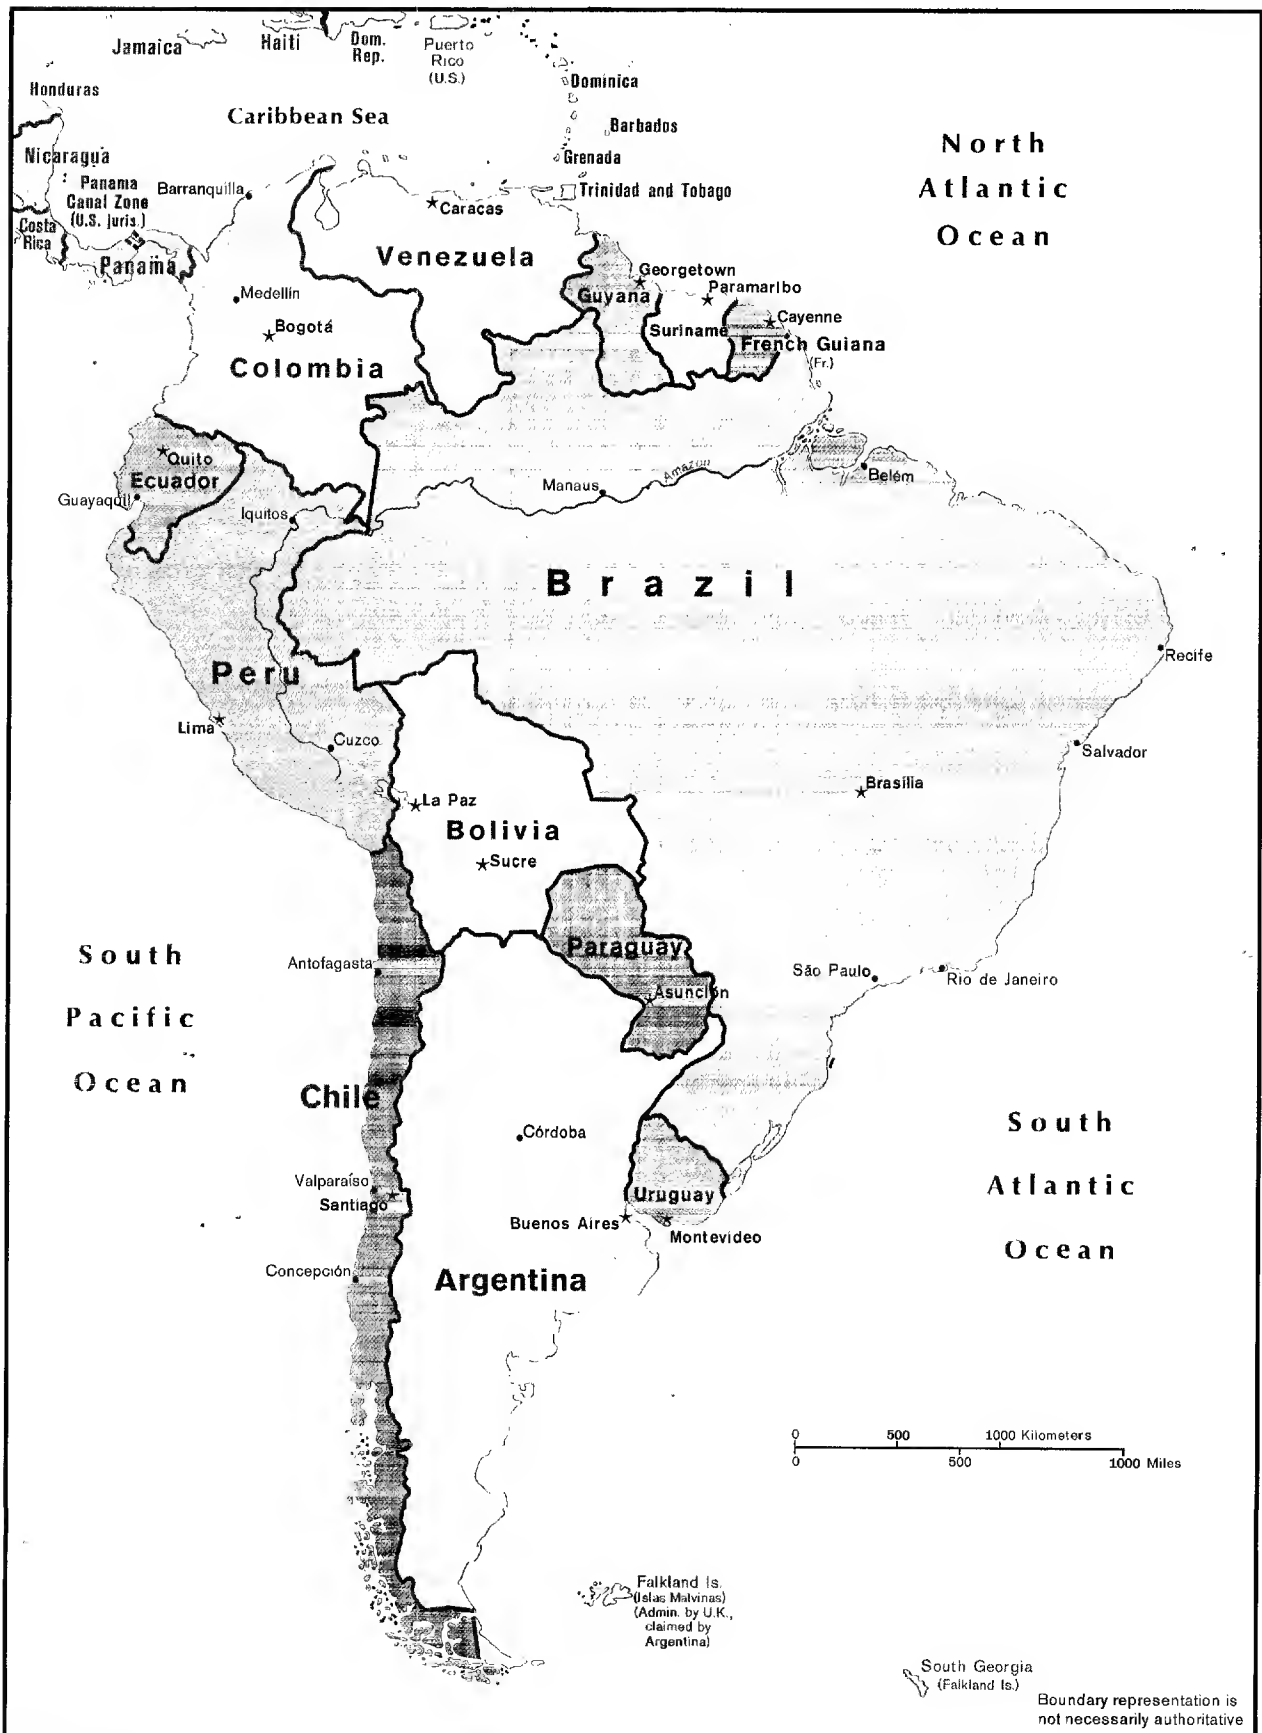 Jamaica
Haiti
Dom.
Rep.
Puerto
Rico
(U.S.)
Honduras
Dominica
Caribbean Sea
Barbados
North
Atlantic
Ocean
Nicaragua
Grenada
Panama
Canal Zone
(U.S. juris.)
Barranquilla
Trinidad and Tobago
Caracas
Costa
Rica
Panama
Venezuela
Georgetown
Paramaribo
Guyana
Medellín
Cayenne
Bogotá
Suriname
French Guiana
(Fr.)
Colombia
Quito
Ecuador
Amazon
Belém
Guayaquil
Manaus
Iquitos
Brazil
Recife
Peru
Lima
Cuzco
Salvador
Brasília
La Paz
Bolivia
Sucre
South
Pacific
Ocean
Paraguay
Antofagasta
São Paulo
Rio de Janeiro
Asunción
Chile
South
Atlantic
Ocean
Córdoba
Valparaíso
Santiago
Uruguay
Buenos Aires
Montevideo
Concepción
Argentina
0 500 1000 Kilometers
0 500 1000 Miles
Falkland Is.
(Islas Malvinas)
(Admin. by U.K.,
claimed by
Argentina)
South Georgia
(Falkland Is.)
Boundary representation is
not necessarily authoritative